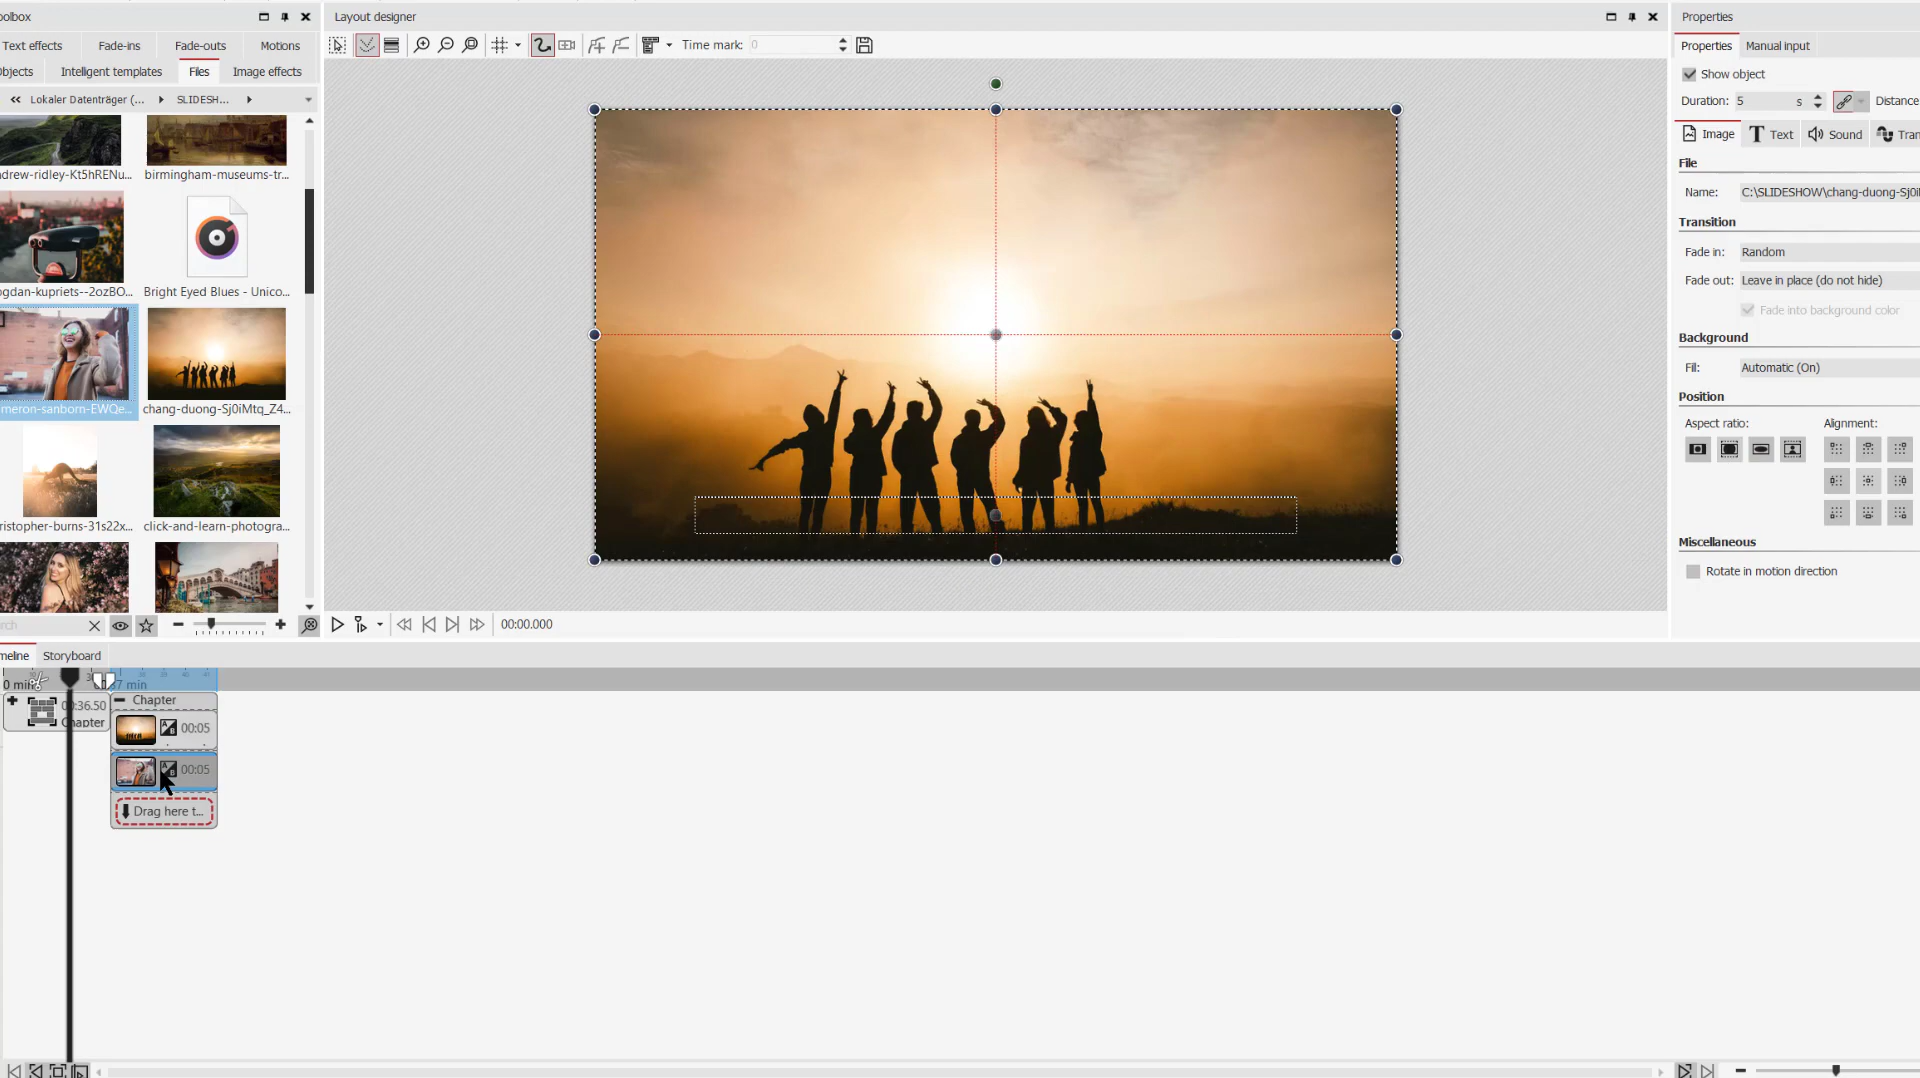 oolbox
Text effects
Fade-ins
Fade-outs
Motions
Objects
Intelligent templates
Files
Image effects
Lokaler Datenträger (...
SLIDESH...
ndrew-ridley-Kt5hRENu...
birmingham-museums-tr...
ogdan-kupriets--2ozBO...
Bright Eyed Blues - Unico...
meron-sanborn-EWQe...
chang-duong-Sj0iMtq_Z4...
ristopher-burns-31s22x...
click-and-learn-photogra...
rch
Layout designer
Time mark:
0
00:00.000
Properties
Properties
Manual input
Show object
Duration:
5
s
Distance
Image
Text
Sound
Tran
File
Name:
C:\SLIDESHOW\chang-duong-Sj0i
Transition
Fade in:
Random
Fade out:
Leave in place (do not hide)
Fade into background color
Background
Fill:
Automatic (On)
Position
Aspect ratio:
Alignment:
Miscellaneous
Rotate in motion direction
meline
Storyboard
0 min
00:36.50
Chapter
Chapter
00:05
00:05
Drag here t...